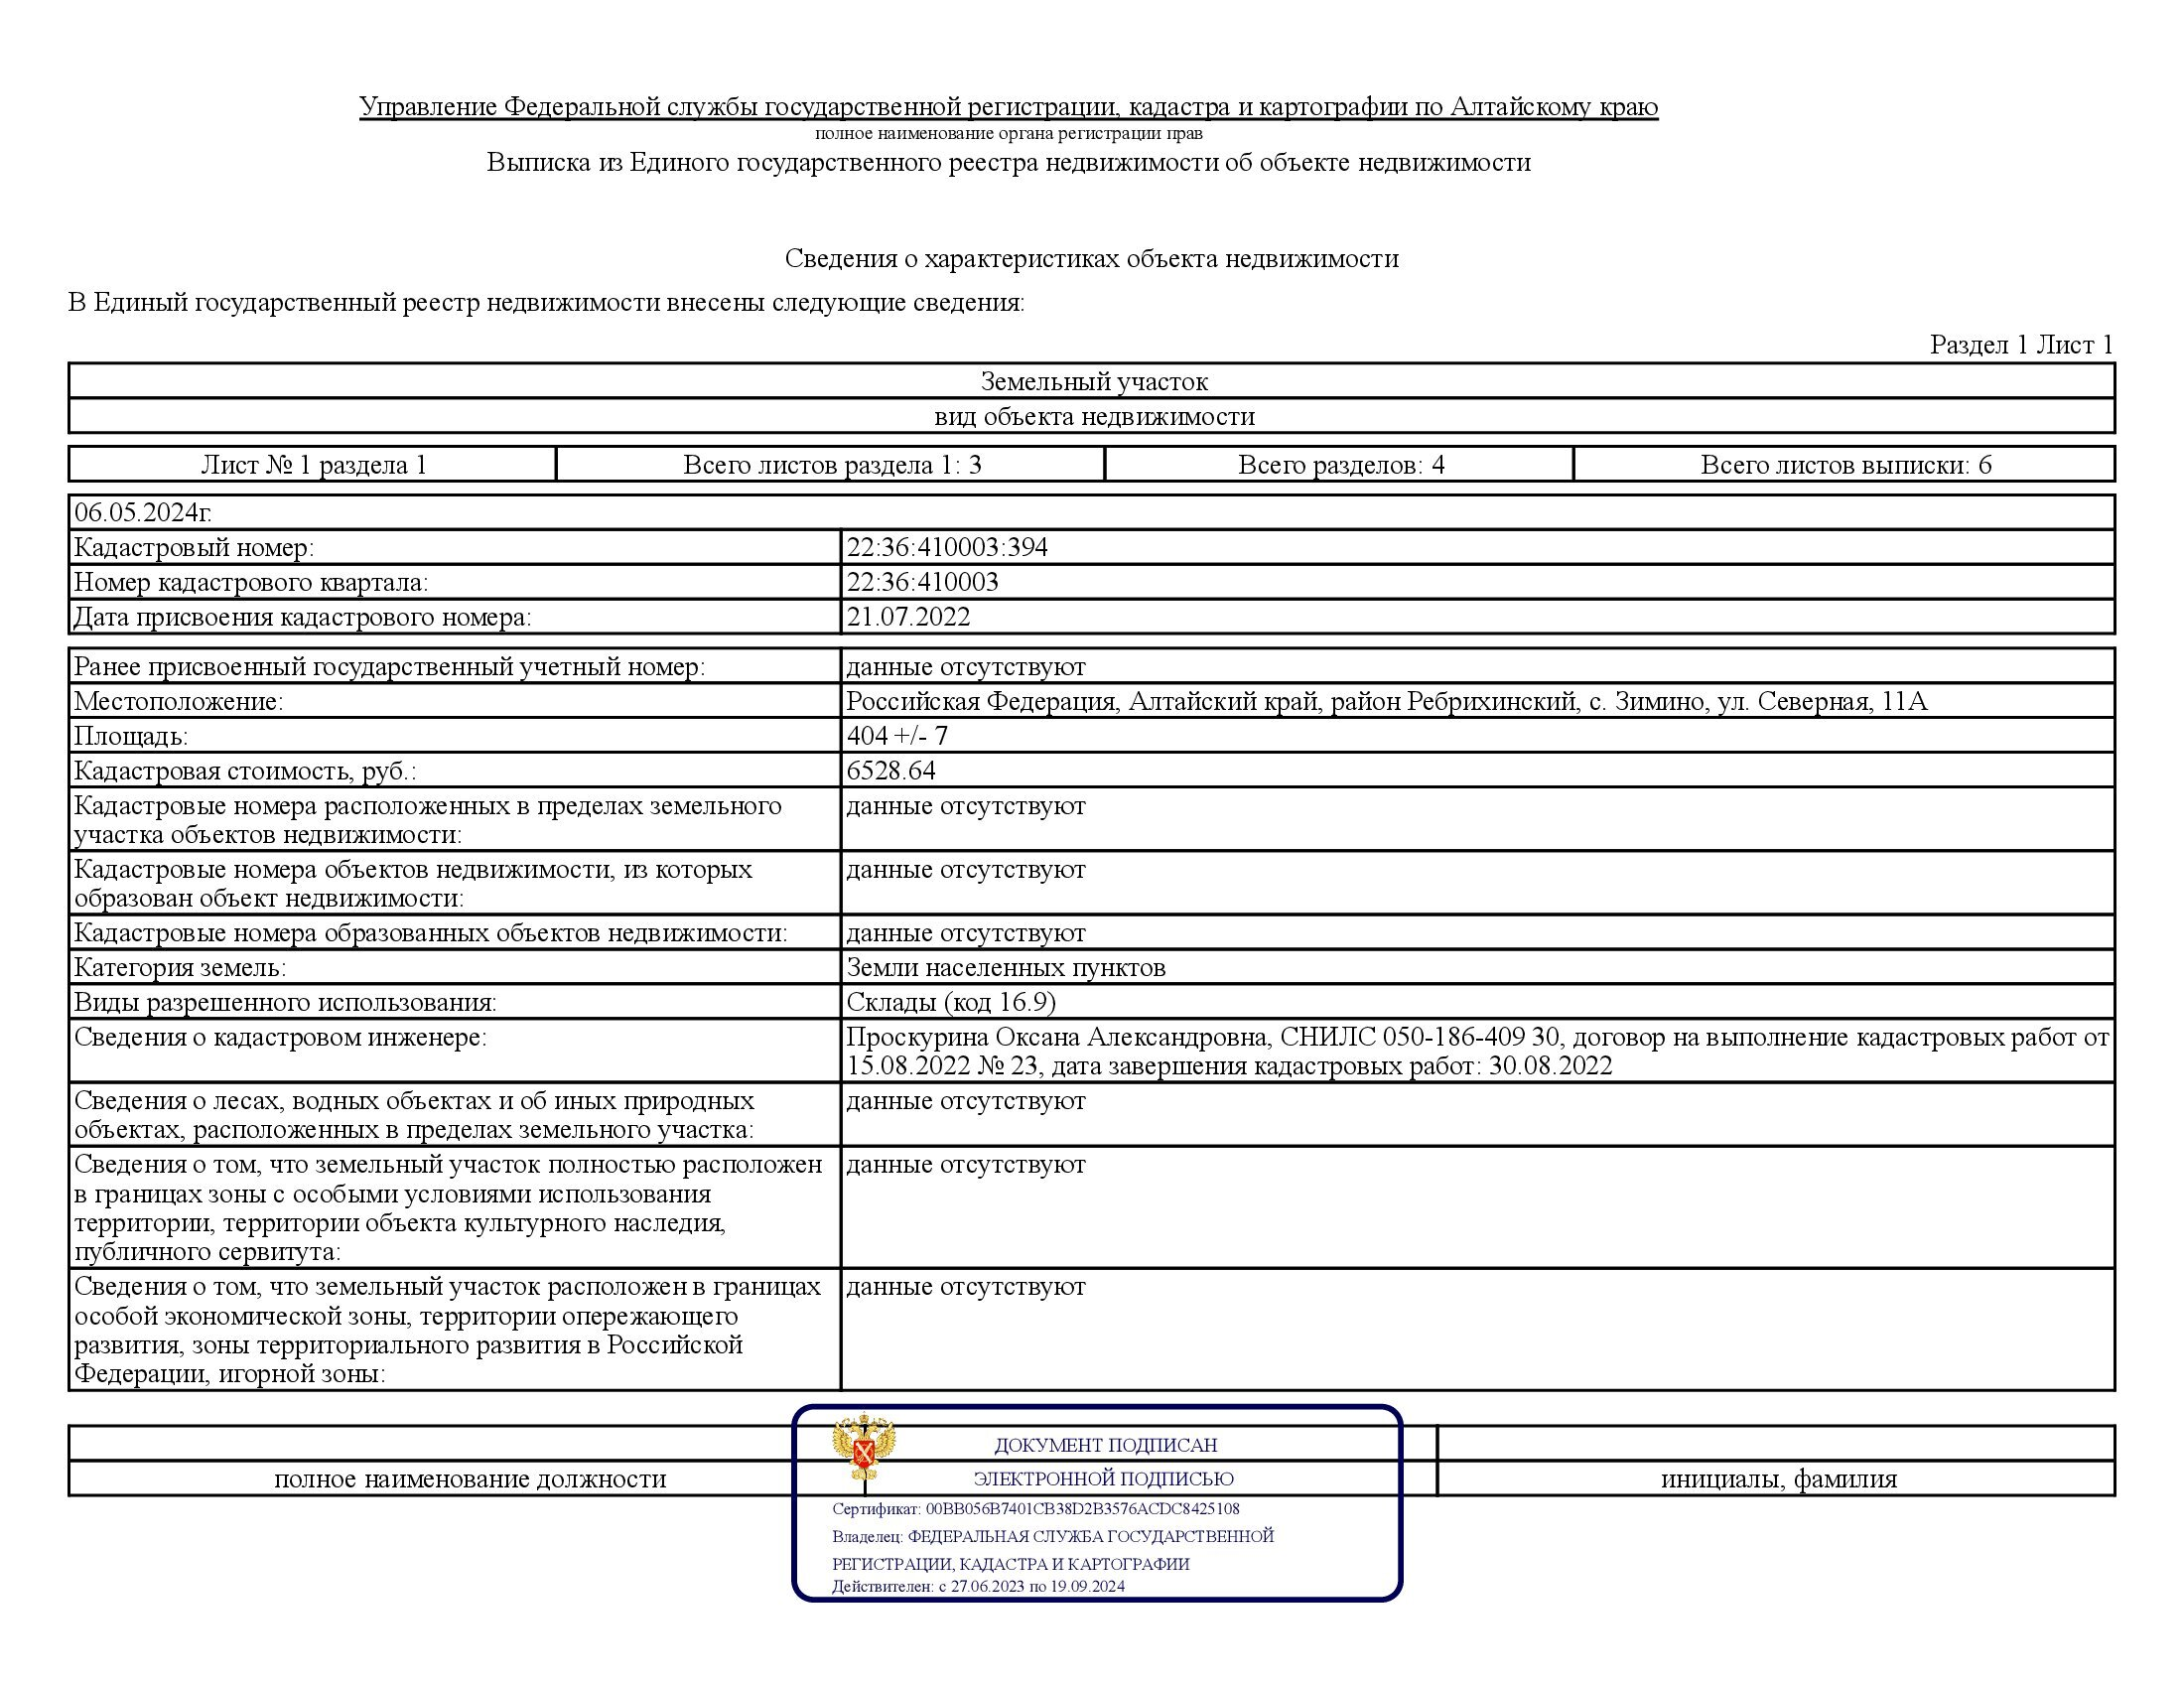 Управление Федеральной службы государственной регистрации, кадастра и картографии по Алтайскому краю
полное наименование органа регистрации прав
Выписка из Единого государственного реестра недвижимости об объекте недвижимости
Сведения о характеристиках объекта недвижимости
В Единый государственный реестр недвижимости внесены следующие сведения:
Раздел 1 Лист 1
Земельный участок
вид объекта недвижимости
Лист № 1 раздела 1 Всего листов раздела 1: 3 Всего разделов: 4 Всего листов выписки: 6
06.05.2024г.
Кадастровый номер: 22:36:410003:394
Номер кадастрового квартала: 22:36:410003
Дата присвоения кадастрового номера: 21.07.2022
Ранее присвоенный государственный учетный номер: данные отсутствуют
Местоположение: Российская Федерация, Алтайский край, район Ребрихинский, с. Зимино, ул. Северная, 11А
Площадь: 404 +/- 7
Кадастровая стоимость, руб.: 6528.64
Кадастровые номера расположенных в пределах земельного данные отсутствуют
участка объектов недвижимости:
Кадастровые номера объектов недвижимости, из которых данные отсутствуют
образован объект недвижимости:
Кадастровые номера образованных объектов недвижимости: данные отсутствуют
Категория земель: Земли населенных пунктов
Виды разрешенного использования: Склады (код 16.9)
Сведения о кадастровом инженере: Проскурина Оксана Александровна, СНИЛС 050-186-409 30, договор на выполнение кадастровых работ от
15.08.2022 № 23, дата завершения кадастровых работ: 30.08.2022
Сведения о лесах, водных объектах и об иных природных данные отсутствуют
объектах, расположенных в пределах земельного участка:
Сведения о том, что земельный участок полностью расположен данные отсутствуют
в границах зоны с особыми условиями использования
территории, территории объекта культурного наследия,
публичного сервитута:
Сведения о том, что земельный участок расположен в границах данные отсутствуют
особой экономической зоны, территории опережающего
развития, зоны территориального развития в Российской
Федерации, игорной зоны:
ДОКУМЕНТ ПОДПИСАН
полное наименование должности ЭЛЕКТРОННОЙ ПОДПИСЬЮ инициалы, фамилия
Сертификат: 00BB056B7401CB38D2B3576ACDC8425108
Владелец: ФЕДЕРАЛЬНАЯ СЛУЖБА ГОСУДАРСТВЕННОЙ
РЕГИСТРАЦИИ, КАДАСТРА И КАРТОГРАФИИ
Действителен: с 27.06.2023 по 19.09.2024